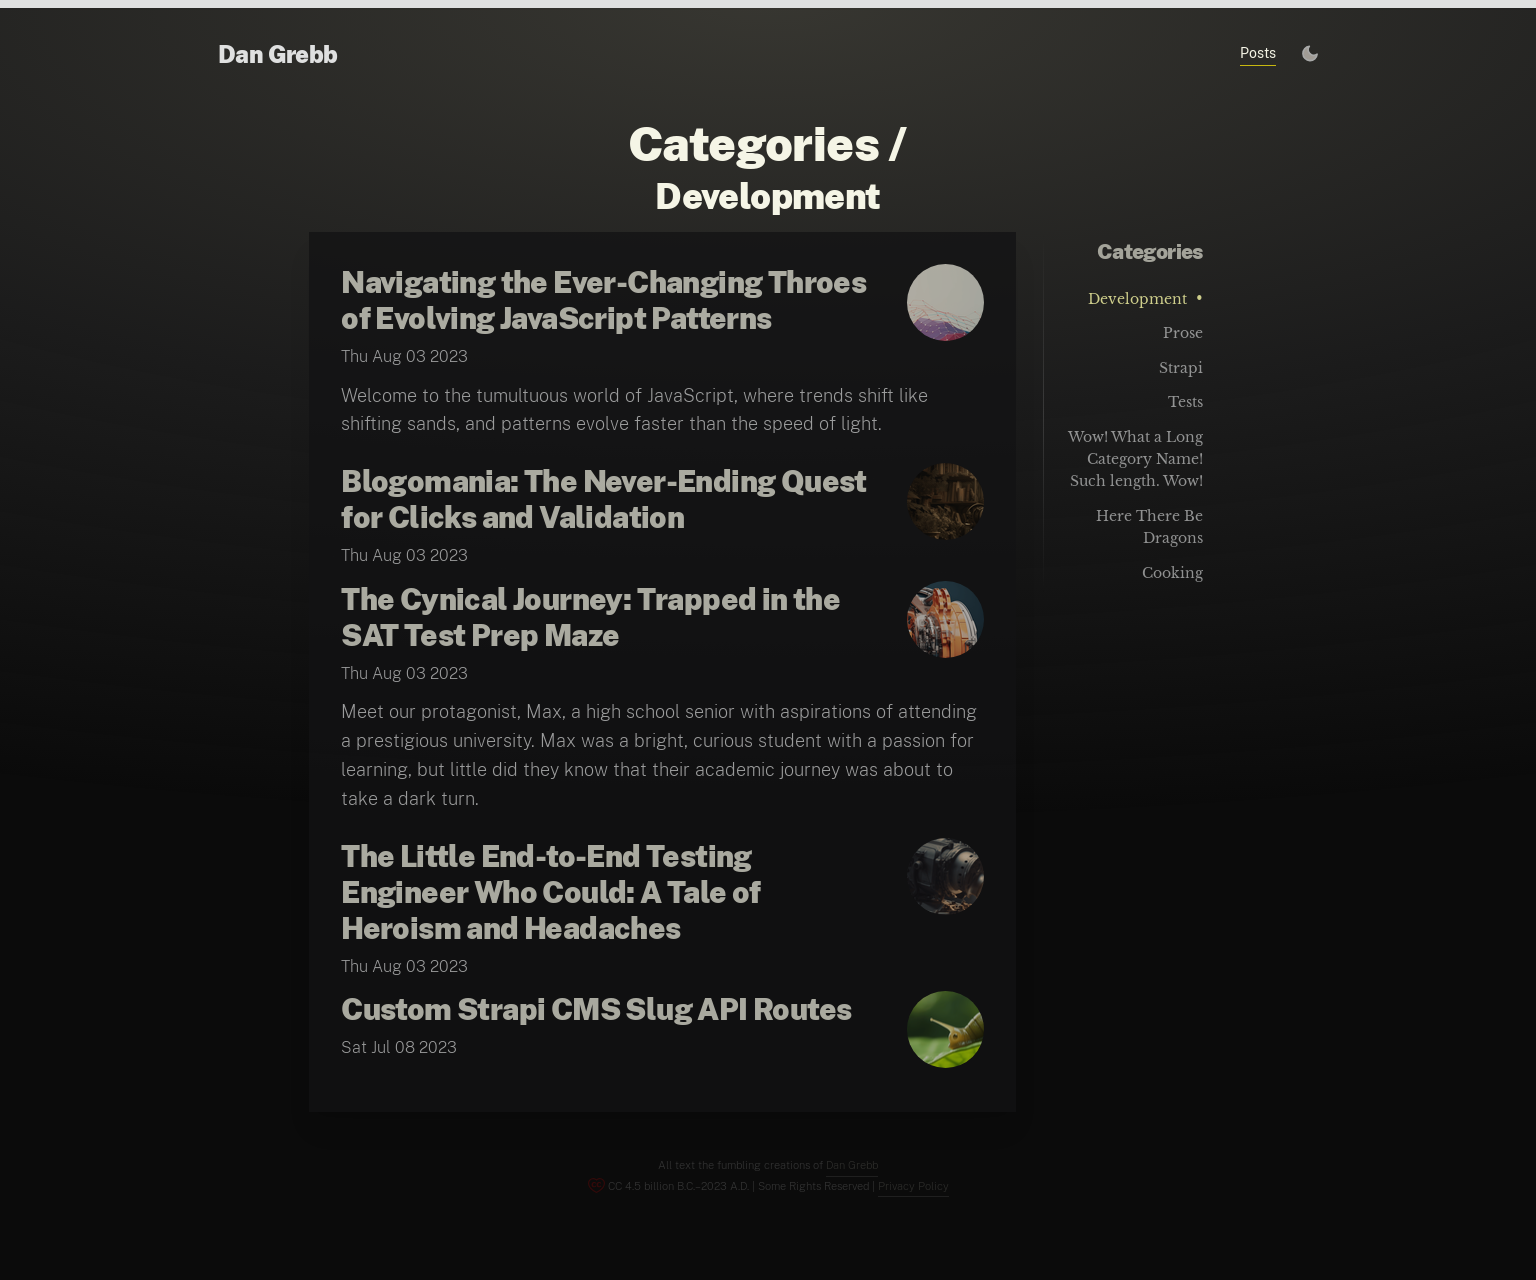 Dan Grebb
Posts
Categories /
Development
Navigating the Ever-Changing Throes
of Evolving JavaScript Patterns
Thu Aug 03 2023
Welcome to the tumultuous world of JavaScript, where trends shift like
shifting sands, and patterns evolve faster than the speed of light.
Blogomania: The Never-Ending Quest
for Clicks and Validation
Thu Aug 03 2023
The Cynical Journey: Trapped in the
SAT Test Prep Maze
Thu Aug 03 2023
Meet our protagonist, Max, a high school senior with aspirations of attending
a prestigious university. Max was a bright, curious student with a passion for
learning, but little did they know that their academic journey was about to
take a dark turn.
The Little End-to-End Testing
Engineer Who Could: A Tale of
Heroism and Headaches
Thu Aug 03 2023
Custom Strapi CMS Slug API Routes
Sat Jul 08 2023
Categories
Development •
Prose
Strapi
Tests
Wow! What a Long
Category Name!
Such length. Wow!
Here There Be
Dragons
Cooking
All text the fumbling creations of Dan Grebb
CC 4.5 billion B.C.–2023 A.D. | Some Rights Reserved | Privacy Policy